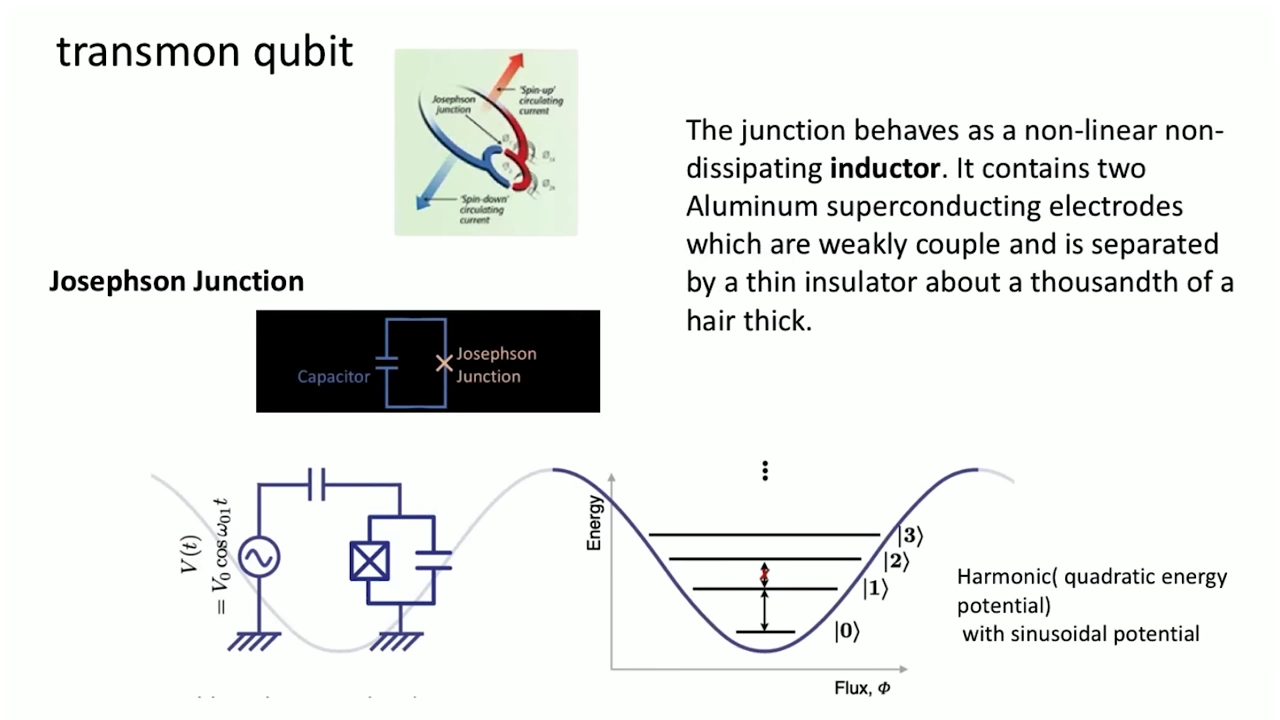 transmon qubit
Josephson
junction
'Spin-up'
circulating
current
'Spin-down'
circulating
current
The junction behaves as a non-linear non-
dissipating inductor. It contains two
Aluminum superconducting electrodes
which are weakly couple and is separated
by a thin insulator about a thousandth of a
hair thick.
Josephson Junction
Capacitor
Josephson
Junction
V(t)
= V₀ cos ω₀₁t
Energy
|3⟩
|2⟩
|1⟩
|0⟩
Flux, Φ
Harmonic( quadratic energy
potential)
with sinusoidal potential